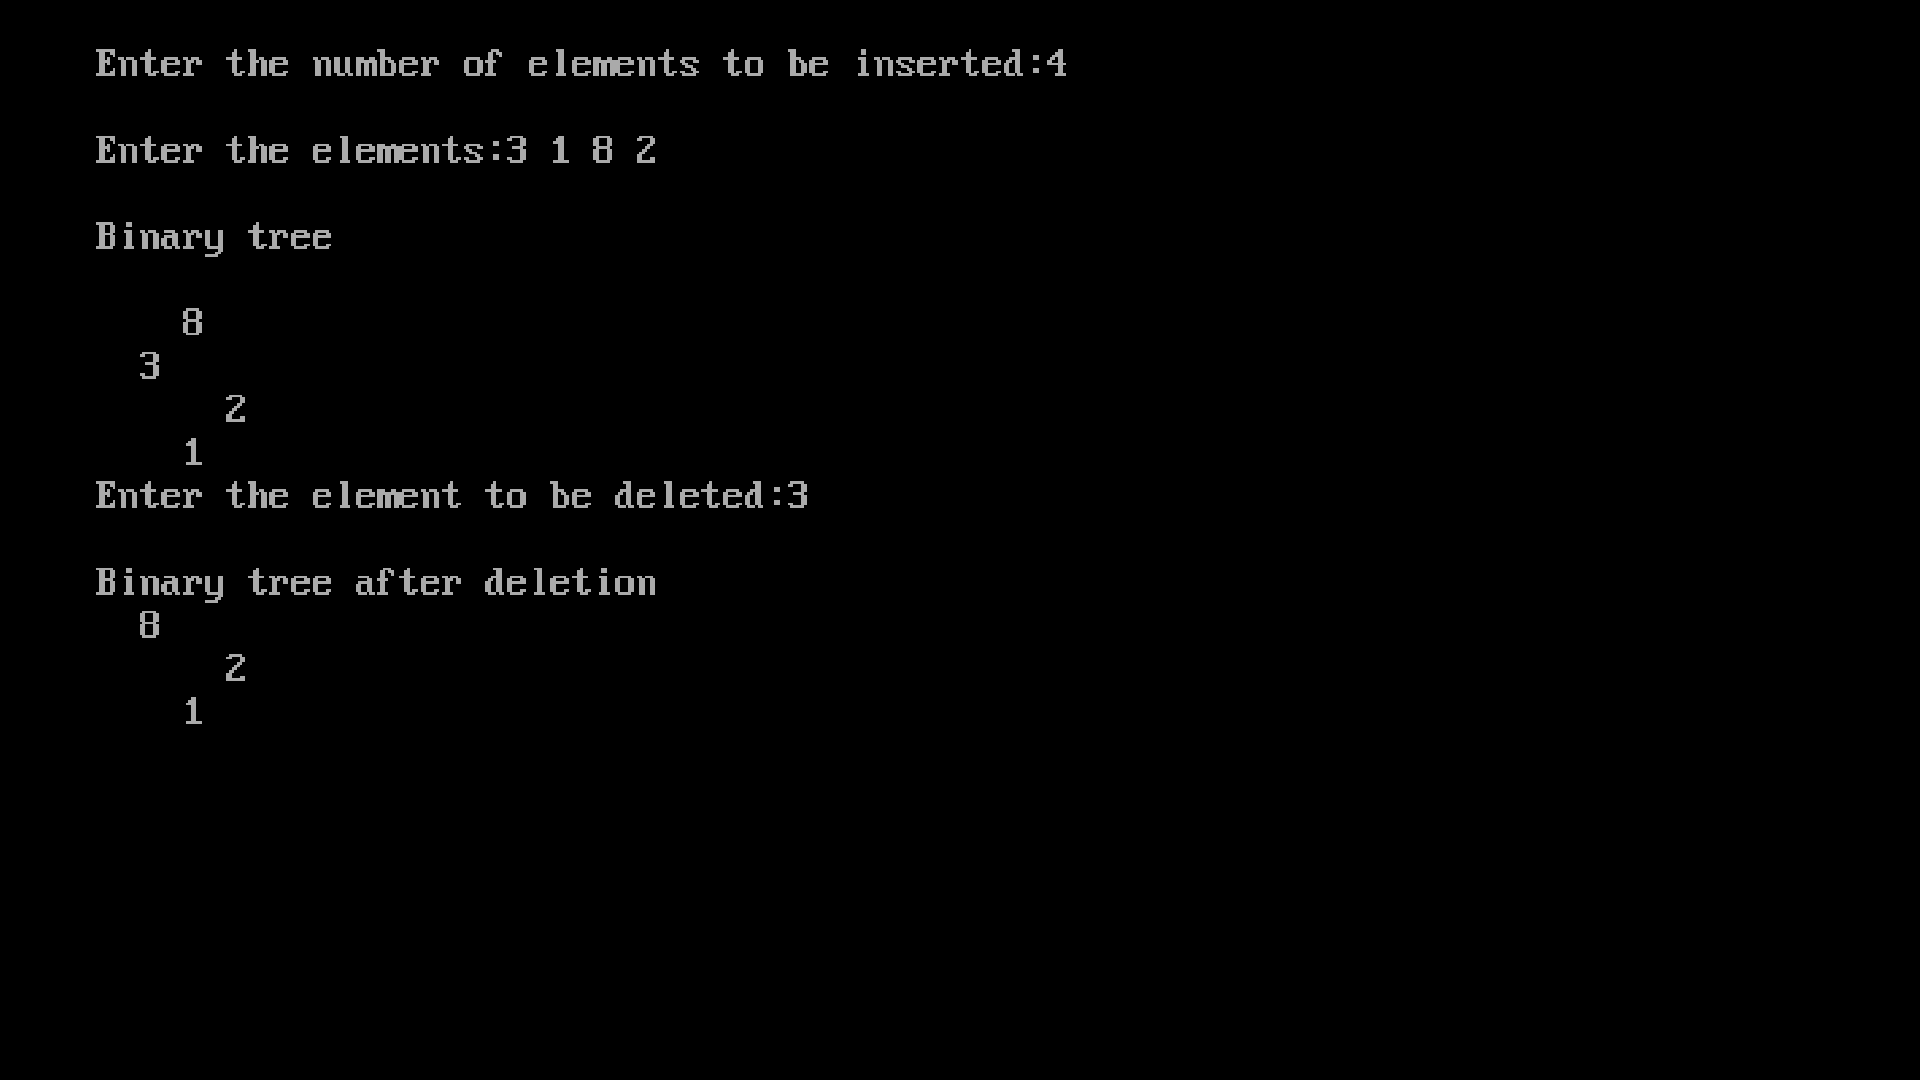 Enter the number of elements to be inserted:4
Enter the elements:3 1 8 2
Binary tree
8
3
2
1
Enter the element to be deleted:3
Binary tree after deletion
8
2
1